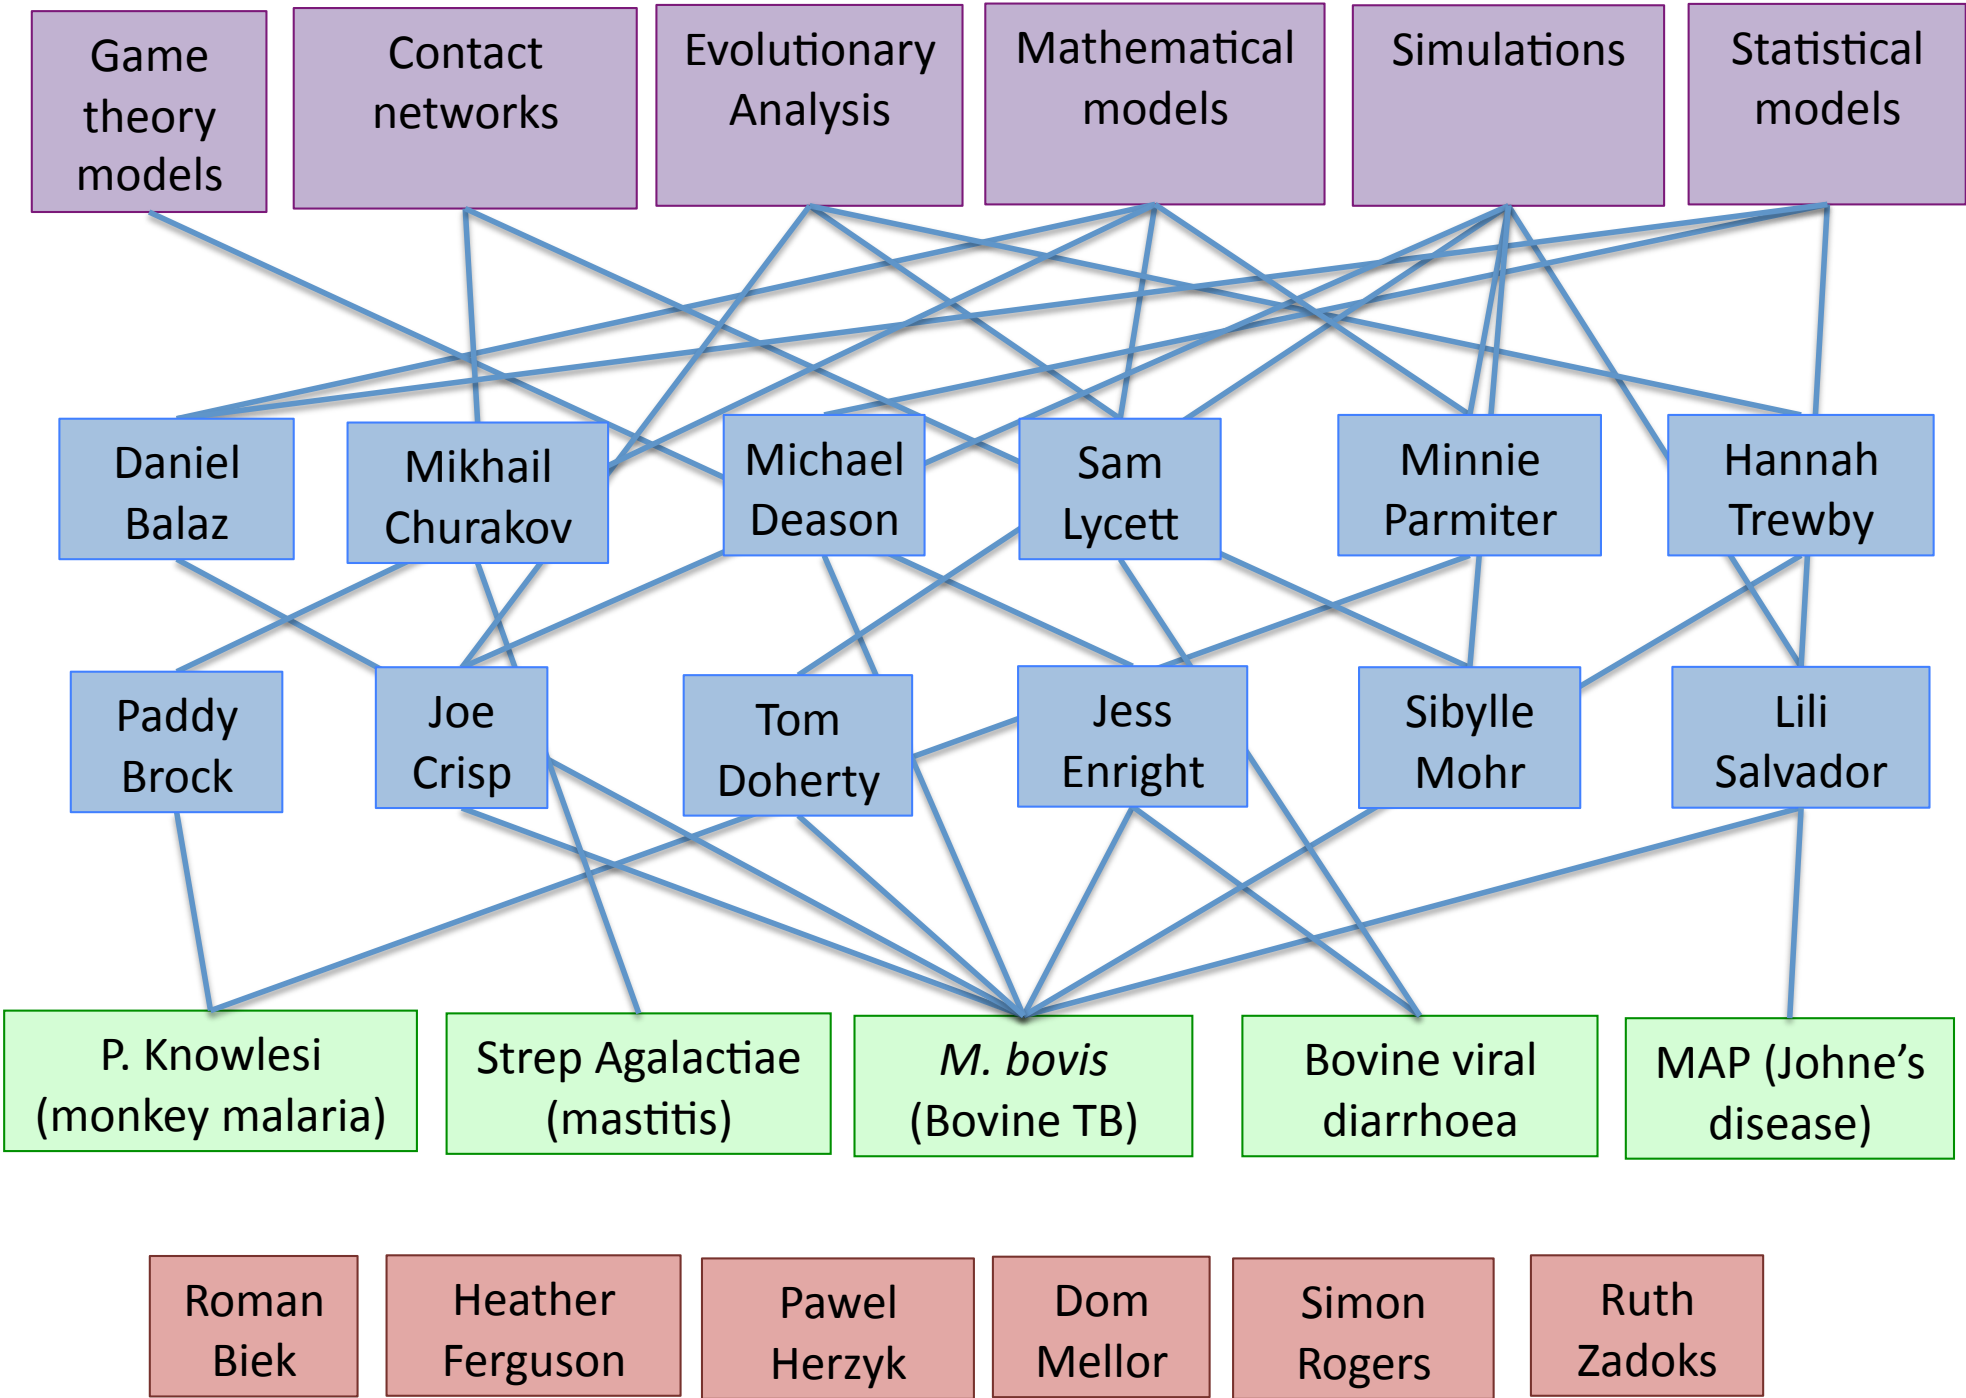 Game
theory
models
Contact
networks
Evolutionary
Analysis
Mathematical
models
Simulations
Statistical
models
Daniel
Balaz
Mikhail
Churakov
Michael
Deason
Sam
Lycett
Minnie
Parmiter
Hannah
Trewby
Paddy
Brock
Joe
Crisp
Tom
Doherty
Jess
Enright
Sibylle
Mohr
Lili
Salvador
P. Knowlesi
(monkey malaria)
Strep Agalactiae
(mastitis)
M. bovis
(Bovine TB)
Bovine viral
diarrhoea
MAP (Johne’s
disease)
Roman
Biek
Heather
Ferguson
Pawel
Herzyk
Dom
Mellor
Simon
Rogers
Ruth
Zadoks